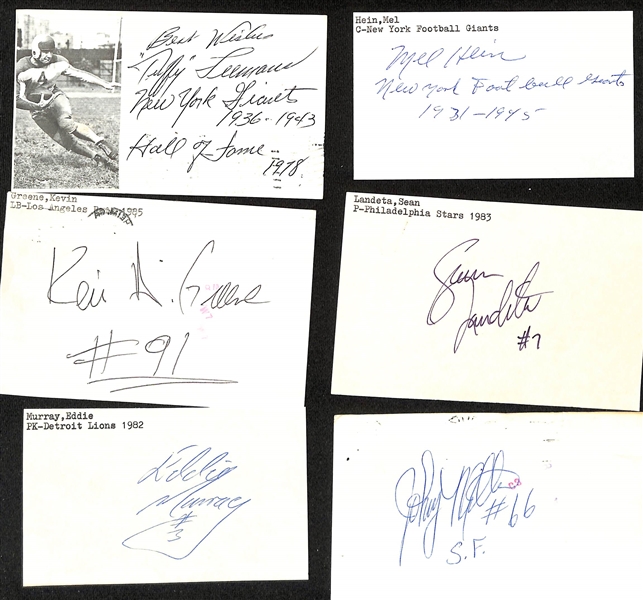 Best Wishes
"Tuffy" Leemans
New York Giants
1936-1943
Hall of Fame
1978
Hein,Mel
C-New York Football Giants
Mel Hein
New York Football Giants
1931-1945
Greene,Kevin
LB-Los Angeles 1985
Kevin Greene
#91
Landeta,Sean
P-Philadelphia Stars 1983
Sean
Landeta
#7
Murray,Eddie
PK-Detroit Lions 1982
Eddie
Murray
#3
#66
S.F.